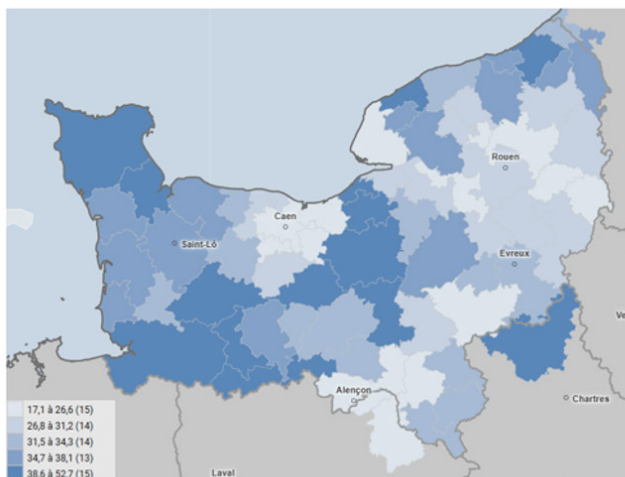 Rouen
Caen
Saint-Lô
Evreux
Alençon
Chartres
17,1 à 26,6 (15)
26,8 à 31,2 (14)
31,5 à 34,3 (14)
34,7 à 38,1 (13)
38,6 à 52,7 (15)
Laval